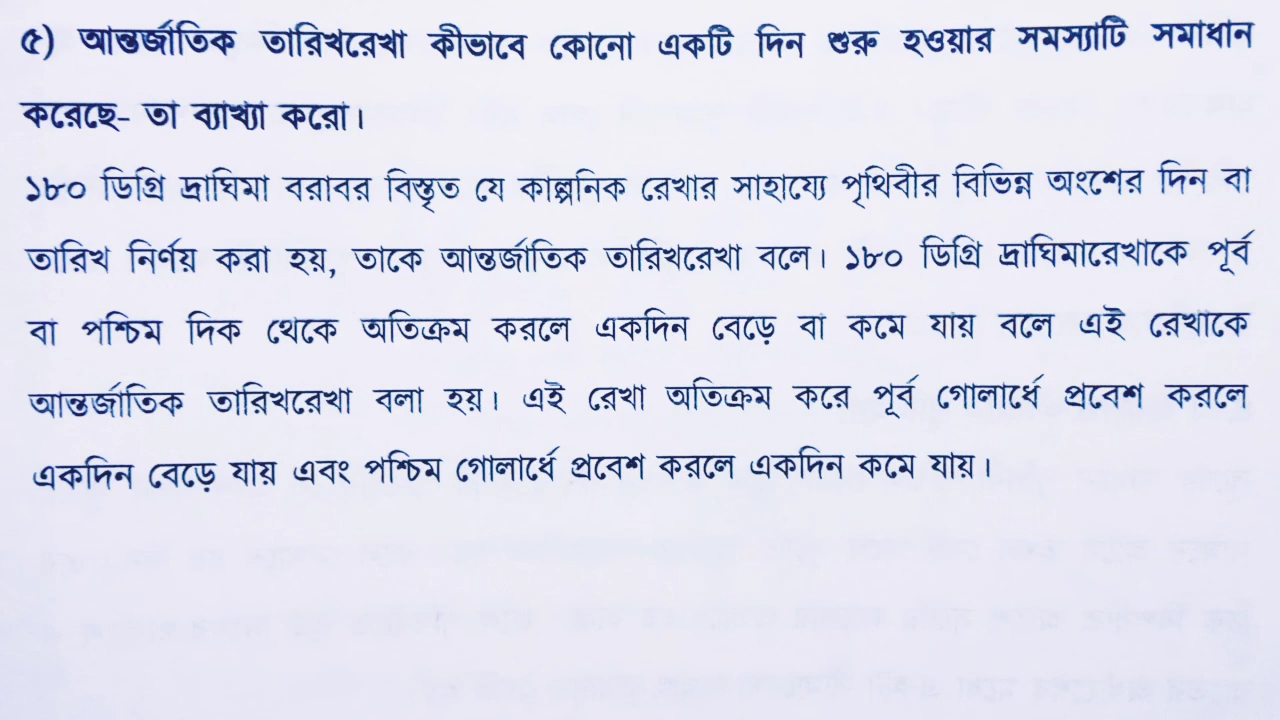 ৫) আন্তর্জাতিক তারিখরেখা কীভাবে কোনো একটি দিন শুরু হওয়ার সমস্যাটি সমাধান
করেছে- তা ব্যাখ্যা করো।
১৮০ ডিগ্রি দ্রাঘিমা বরাবর বিস্তৃত যে কাল্পনিক রেখার সাহায্যে পৃথিবীর বিভিন্ন অংশের দিন বা
তারিখ নির্ণয় করা হয়, তাকে আন্তর্জাতিক তারিখরেখা বলে। ১৮০ ডিগ্রি দ্রাঘিমারেখাকে পূর্ব
বা পশ্চিম দিক থেকে অতিক্রম করলে একদিন বেড়ে বা কমে যায় বলে এই রেখাকে
আন্তর্জাতিক তারিখরেখা বলা হয়। এই রেখা অতিক্রম করে পূর্ব গোলার্ধে প্রবেশ করলে
একদিন বেড়ে যায় এবং পশ্চিম গোলার্ধে প্রবেশ করলে একদিন কমে যায়।